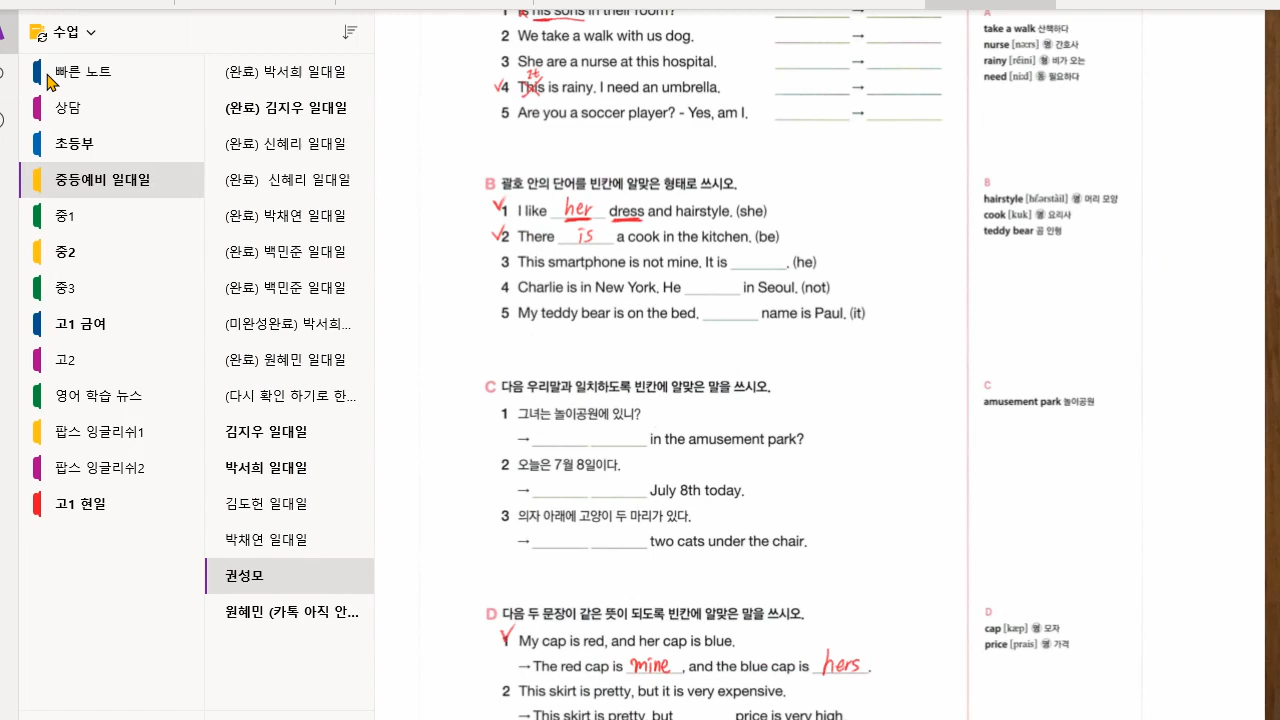 수업
빠른 노트
상담
초등부
중등예비 일대일
중1
중2
중3
고1 금여
고2
영어 학습 뉴스
팝스 잉글리쉬1
팝스 잉글리쉬2
고1 현일
(완료) 박서희 일대일
(완료) 김지우 일대일
(완료) 신혜리 일대일
(완료) 신혜리 일대일
(완료) 박채연 일대일
(완료) 백민준 일대일
(완료) 백민준 일대일
(미완성완료) 박서희...
(완료) 원혜민 일대일
(다시 확인 하기로 한...
김지우 일대일
박서희 일대일
김도헌 일대일
박채연 일대일
권성모
원혜민 (카톡 아직 안...
1 Is his sons in their room? →
2 We take a walk with us dog. →
3 She are a nurse at this hospital. →
It
4 This is rainy. I need an umbrella. →
5 Are you a soccer player? - Yes, am I. →
B 괄호 안의 단어를 빈칸에 알맞은 형태로 쓰시오.
1 I like her dress and hairstyle. (she)
2 There is a cook in the kitchen. (be)
3 This smartphone is not mine. It is ______. (he)
4 Charlie is in New York. He ______ in Seoul. (not)
5 My teddy bear is on the bed. ______ name is Paul. (it)
C 다음 우리말과 일치하도록 빈칸에 알맞은 말을 쓰시오.
1 그녀는 놀이공원에 있니?
→ ______ ______ in the amusement park?
2 오늘은 7월 8일이다.
→ ______ ______ July 8th today.
3 의자 아래에 고양이 두 마리가 있다.
→ ______ ______ two cats under the chair.
D 다음 두 문장이 같은 뜻이 되도록 빈칸에 알맞은 말을 쓰시오.
1 My cap is red, and her cap is blue.
→ The red cap is mine, and the blue cap is hers.
2 This skirt is pretty, but it is very expensive.
→ This skirt is pretty, but ______ price is very high
A
take a walk 산책하다
nurse [nəːrs] 명 간호사
rainy [réini] 형 비가 오는
need [niːd] 동 필요하다
B
hairstyle [hɛ́ərstàil] 명 머리 모양
cook [kuk] 명 요리사
teddy bear 곰 인형
C
amusement park 놀이공원
D
cap [kæp] 명 모자
price [prais] 명 가격